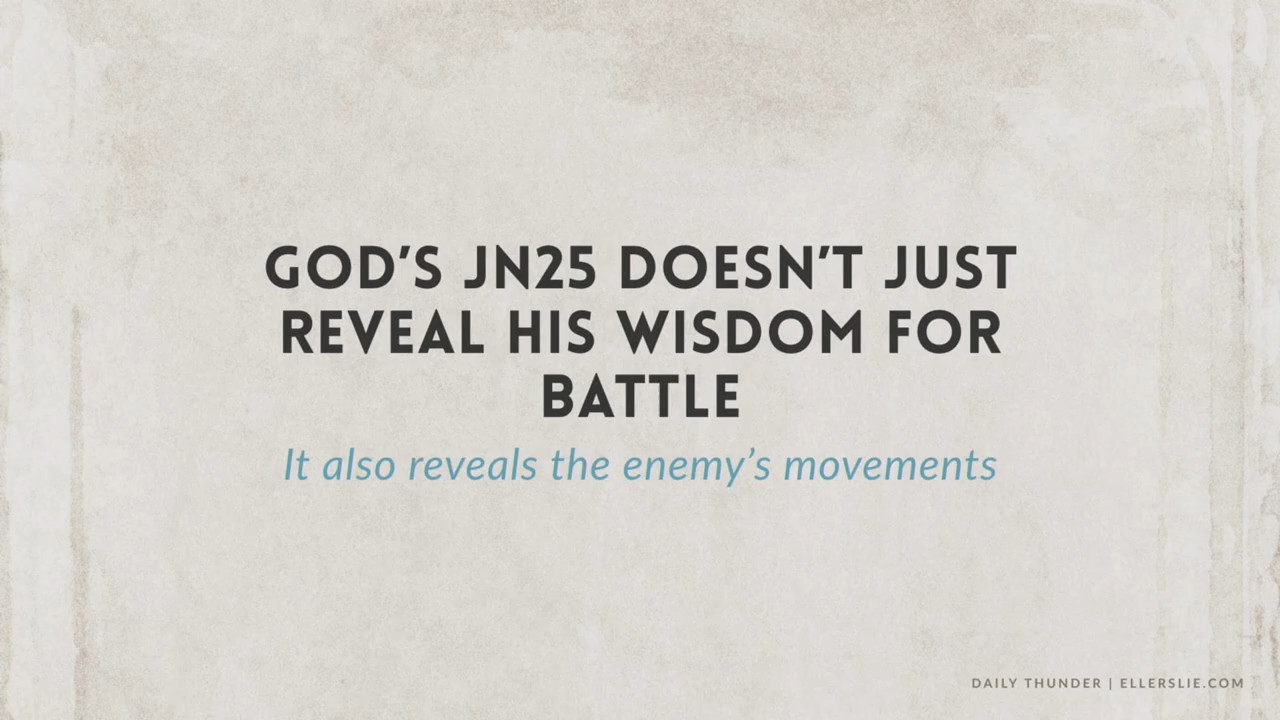 GOD’S JN25 DOESN’T JUST
REVEAL HIS WISDOM FOR
BATTLE
It also reveals the enemy’s movements
DAILY THUNDER | ELLERSLIE.COM